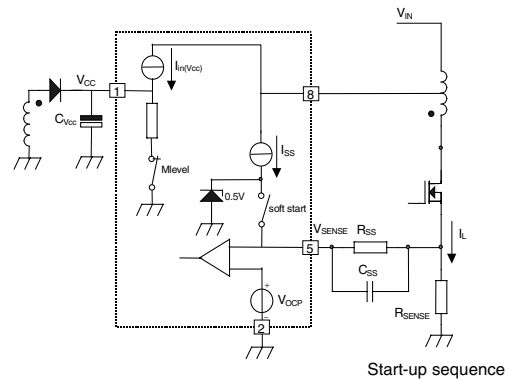 VIN
Iin(Vcc)
VCC
1
8
CVcc
Mlevel
ISS
0.5V
soft start
VSENSE
RSS
5
IL
CSS
VOCP
RSENSE
2
Start-up sequence